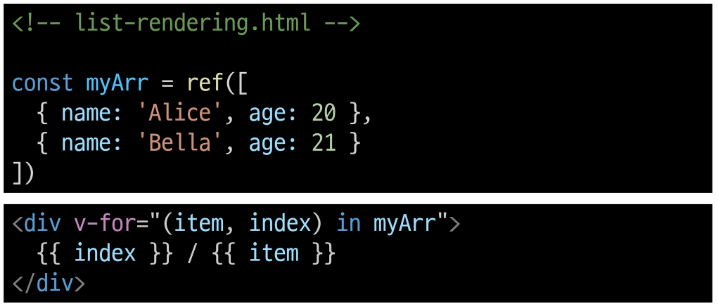 <!-- list-rendering.html -->
const myArr = ref([
  { name: 'Alice', age: 20 },
  { name: 'Bella', age: 21 }
])
<div v-for="(item, index) in myArr">
  {{ index }} / {{ item }}
</div>